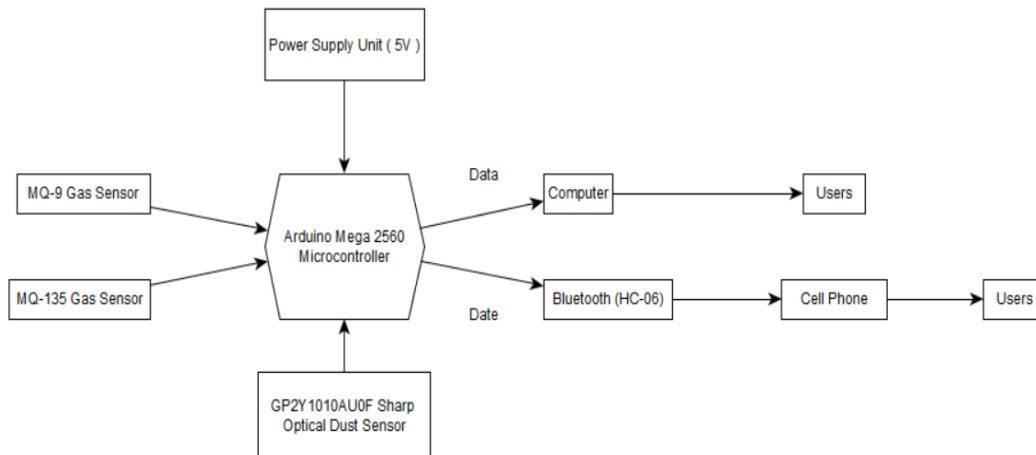 Power Supply Unit ( 5V )
MQ-9 Gas Sensor
Data
Computer
Users
Arduino Mega 2560
Microcontroller
MQ-135 Gas Sensor
Bluetooth (HC-06)
Cell Phone
Users
Date
GP2Y1010AU0F Sharp
Optical Dust Sensor